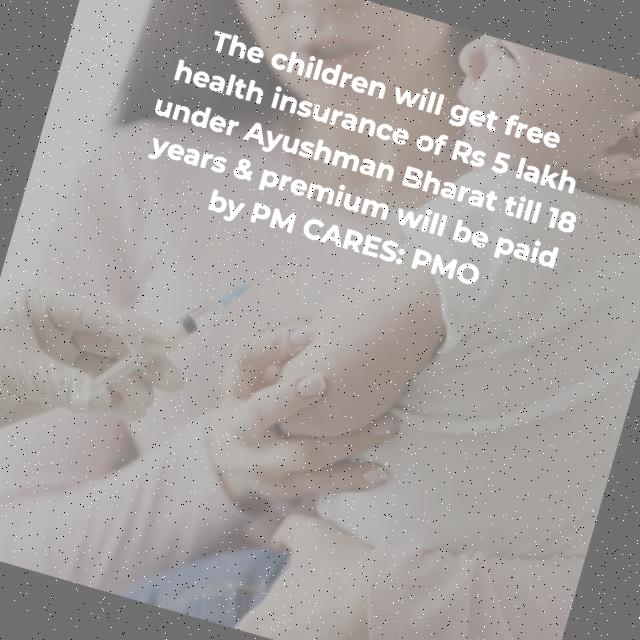 The children will get free
health insurance of Rs 5 lakh
under Ayushman Bharat till 18
years & premium will be paid
by PM CARES: PMO